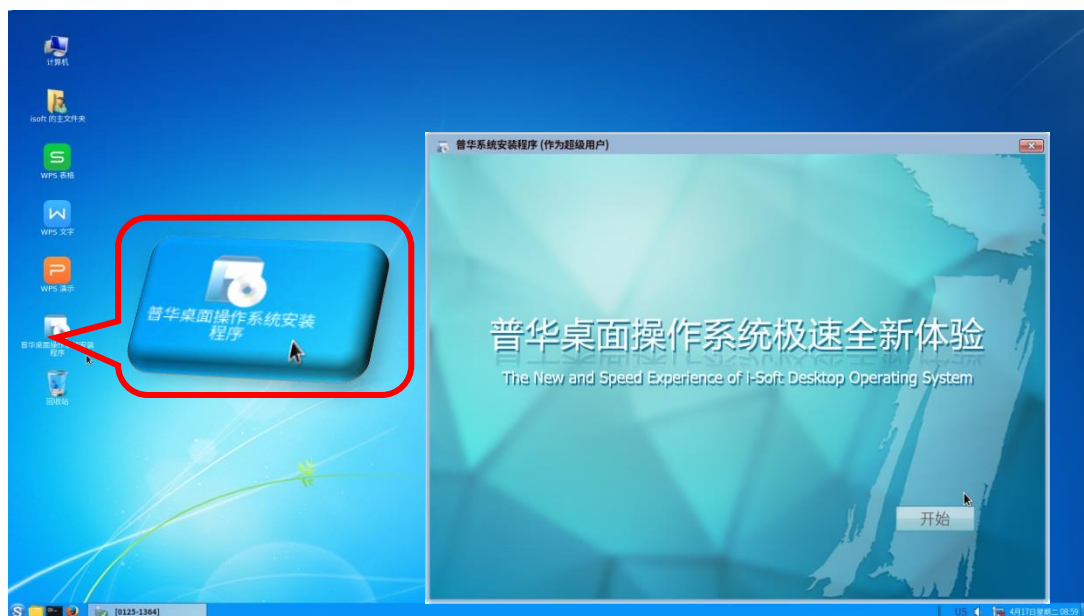 计算机
isoft 的主文件夹
WPS 表格
WPS 文字
WPS 演示
程序
回收站
普华桌面操作系统安装
程序
普华系统安装程序 (作为超级用户)
普华桌面操作系统极速全新体验
The New and Speed Experience of i-Soft Desktop Operating System
开始
[0125-1364]
US
4月17日星期二 08:59